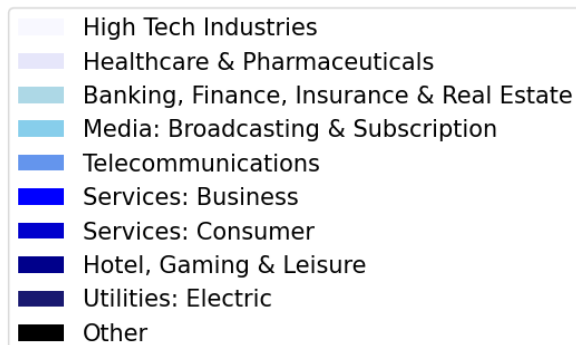 High Tech Industries
Healthcare & Pharmaceuticals
Banking, Finance, Insurance & Real Estate
Media: Broadcasting & Subscription
Telecommunications
Services: Business
Services: Consumer
Hotel, Gaming & Leisure
Utilities: Electric
Other